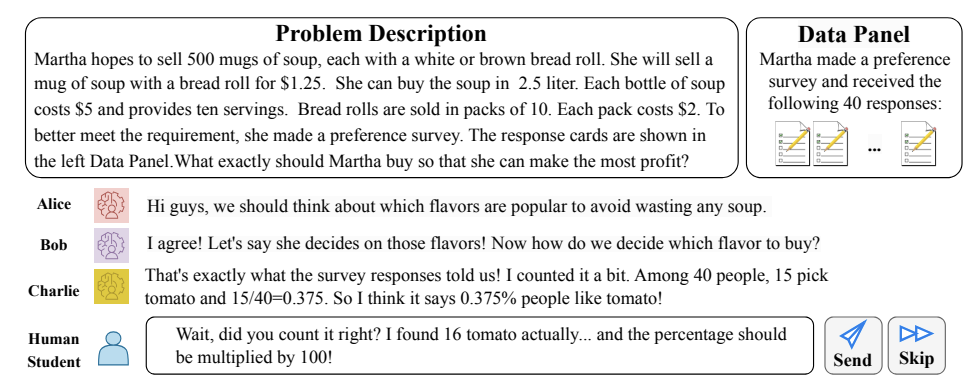 Problem Description
Martha hopes to sell 500 mugs of soup, each with a white or brown bread roll. She will sell a
mug of soup with a bread roll for $1.25. She can buy the soup in 2.5 liter. Each bottle of soup
costs $5 and provides ten servings. Bread rolls are sold in packs of 10. Each pack costs $2. To
better meet the requirement, she made a preference survey. The response cards are shown in
the left Data Panel.What exactly should Martha buy so that she can make the most profit?
Data Panel
Martha made a preference
survey and received the
following 40 responses:
...
Alice
Hi guys, we should think about which flavors are popular to avoid wasting any soup.
Bob
I agree! Let's say she decides on those flavors! Now how do we decide which flavor to buy?
Charlie
That's exactly what the survey responses told us! I counted it a bit. Among 40 people, 15 pick
tomato and 15/40=0.375. So I think it says 0.375% people like tomato!
Human
Student
Wait, did you count it right? I found 16 tomato actually... and the percentage should
be multiplied by 100!
Send
Skip